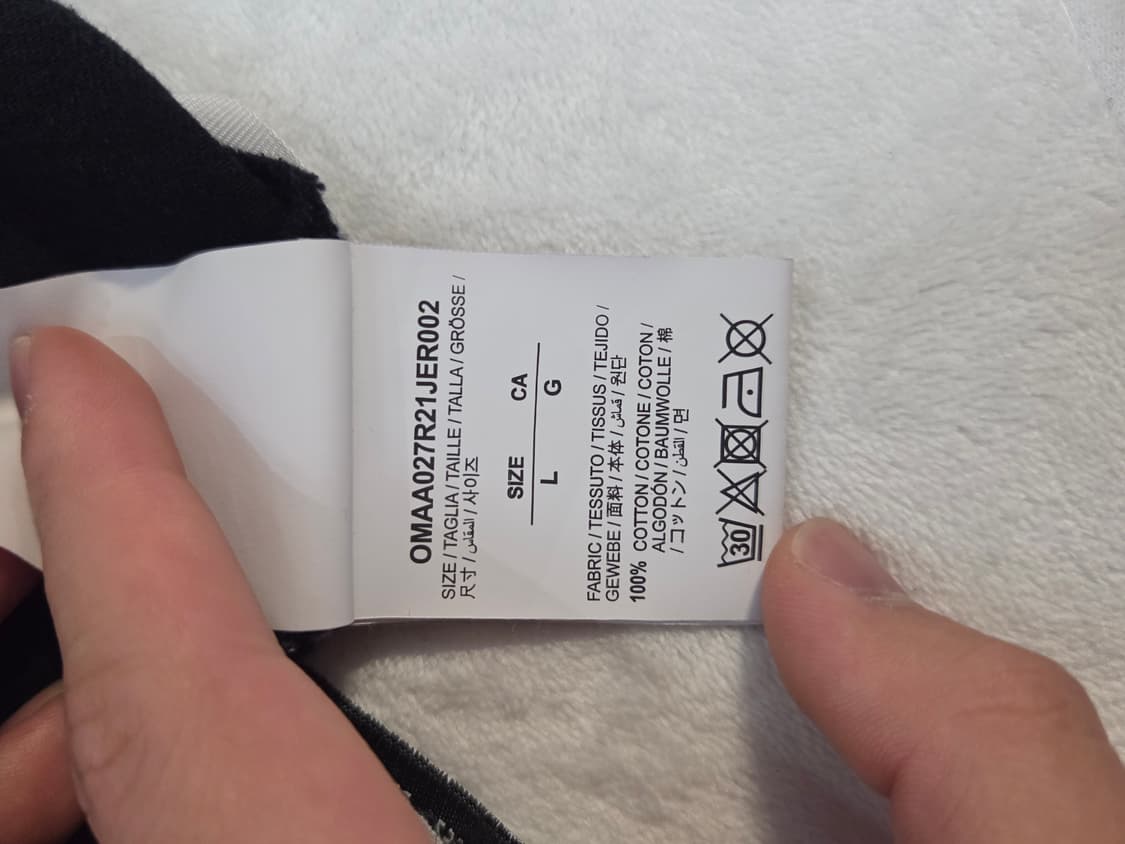 OMAA027R21JER002
SIZE / TAGLIA / TAILLE / TALLA / GRÖSSE /
尺寸 / المقاس / 사이즈
SIZE CA
L G
FABRIC / TESSUTO / TISSUS / TEJIDO /
GEWEBE / 面料 / 本体 / قماش / 원단
100% COTTON / COTONE / COTON /
ALGODÓN / BAUMWOLLE / 棉
/ コットン / القطن / 면
30